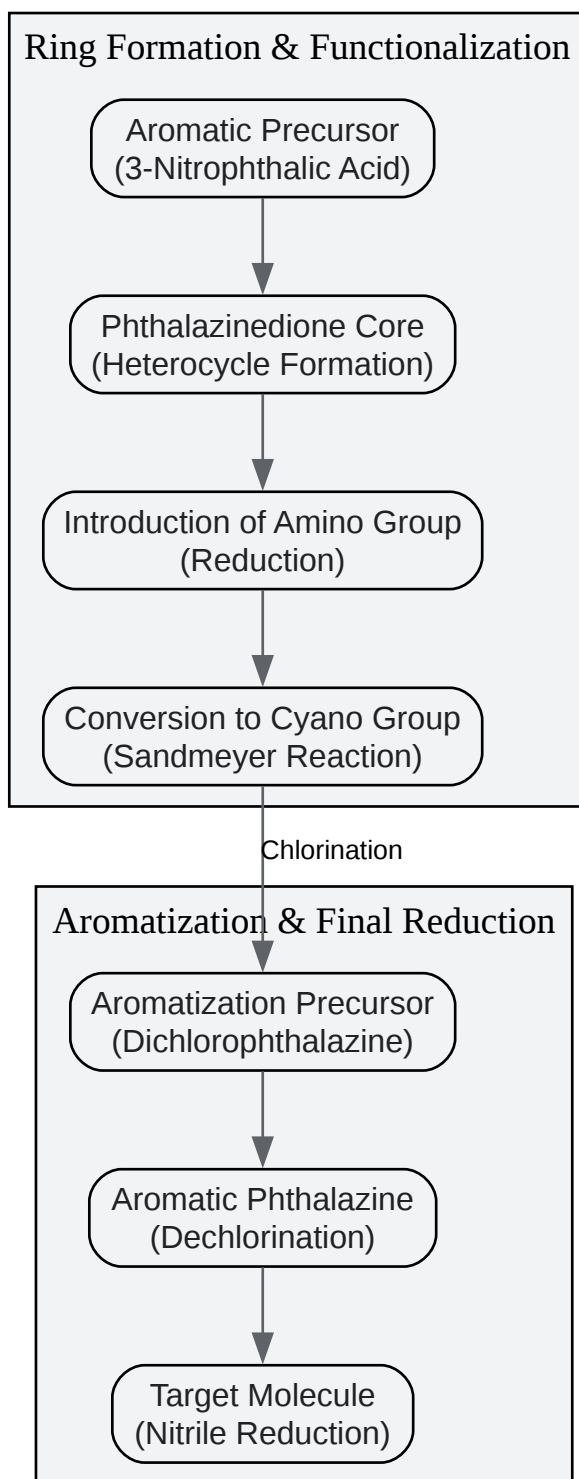 Ring Formation & Functionalization
Aromatic Precursor
(3-Nitrophthalic Acid)
Phthalazinedione Core
(Heterocycle Formation)
Introduction of Amino Group
(Reduction)
Conversion to Cyano Group
(Sandmeyer Reaction)
Chlorination
Aromatization & Final Reduction
Aromatization Precursor
(Dichlorophthalazine)
Aromatic Phthalazine
(Dechlorination)
Target Molecule
(Nitrile Reduction)